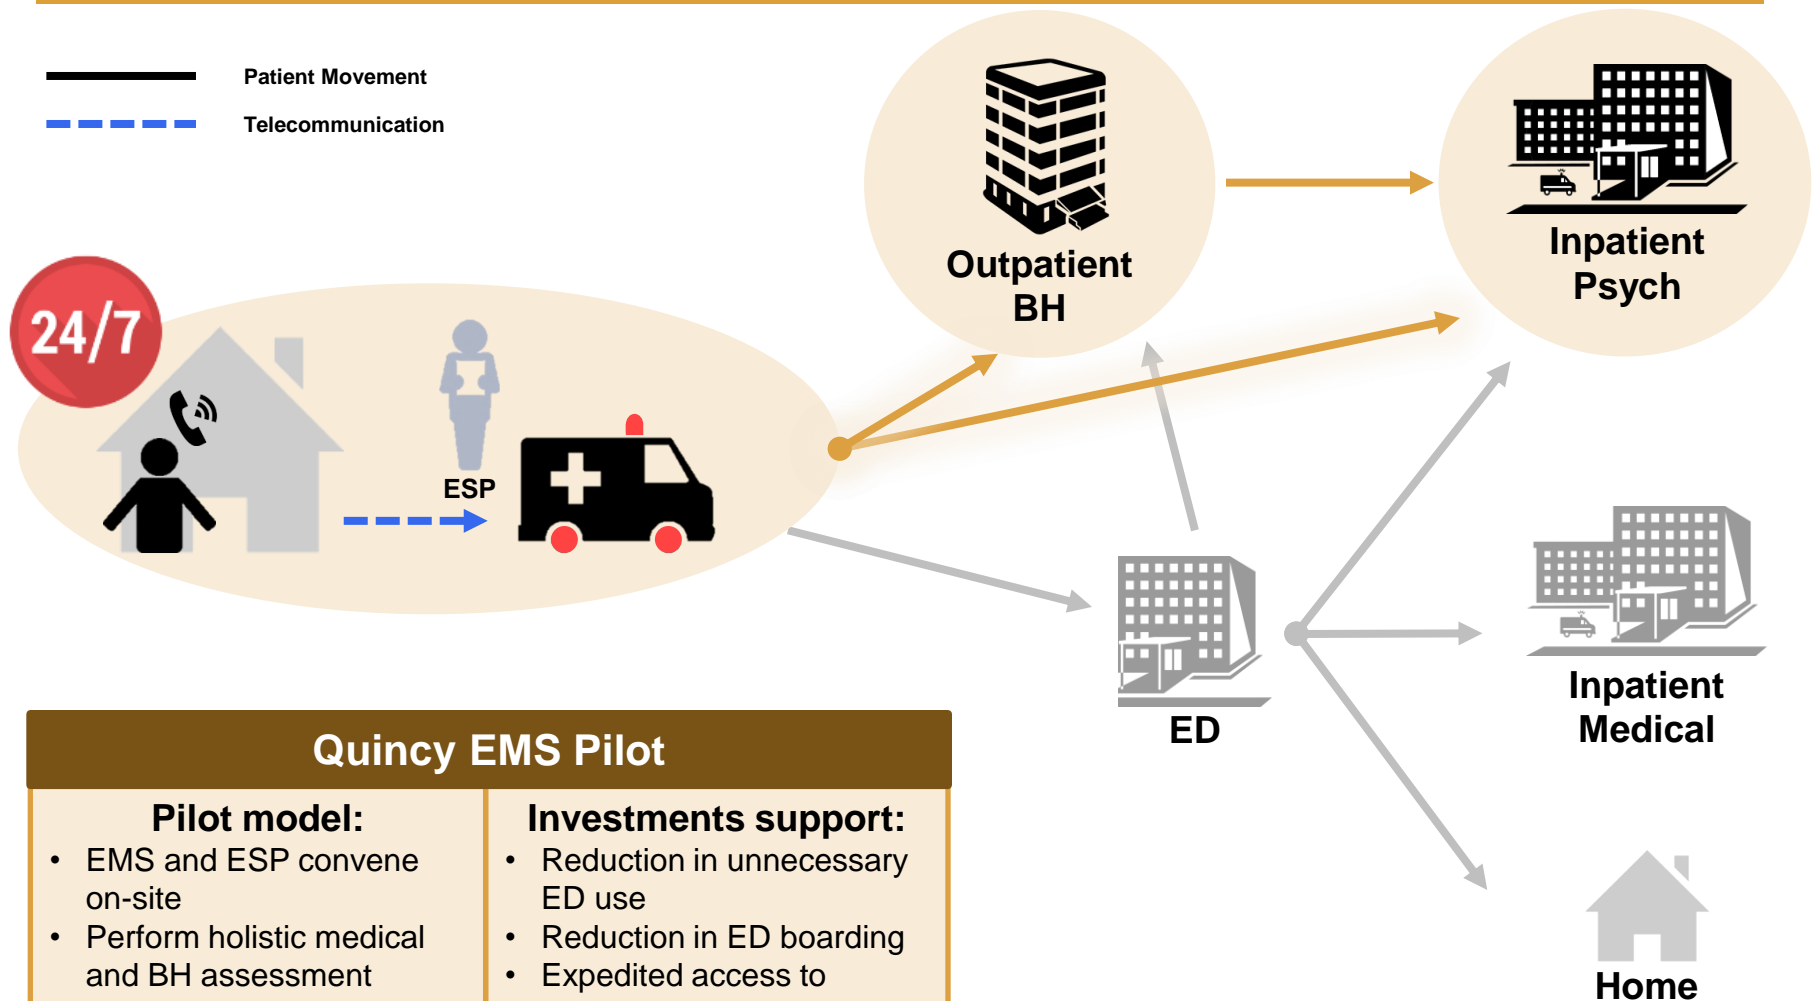 Patient Movement
Telecommunication
24/7
ESP
Outpatient
BH
Inpatient
Psych
ED
Inpatient
Medical
Home
Quincy EMS Pilot
Pilot model:
• EMS and ESP convene
on-site
• Perform holistic medical
and BH assessment
Investments support:
• Reduction in unnecessary
ED use
• Reduction in ED boarding
• Expedited access to